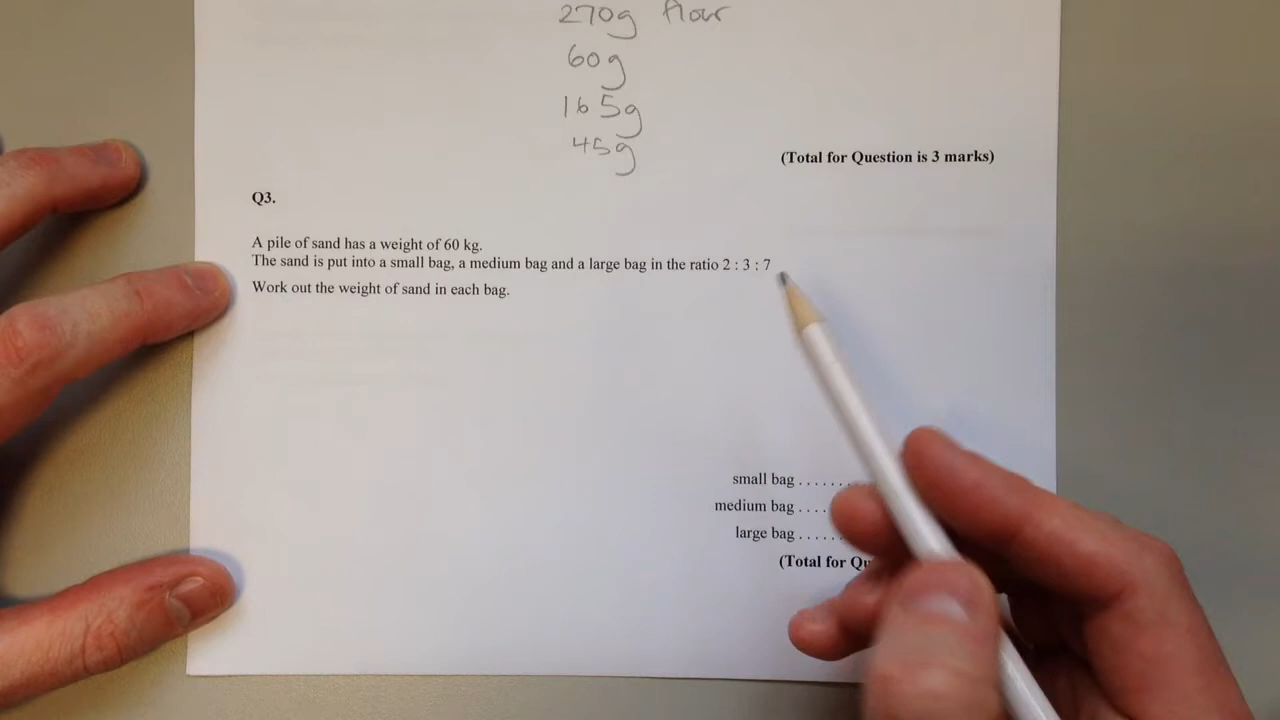 270g flour
60g
165g
45g
(Total for Question is 3 marks)
Q3.
A pile of sand has a weight of 60 kg.
The sand is put into a small bag, a medium bag and a large bag in the ratio 2 : 3 : 7
Work out the weight of sand in each bag.
small bag . . . . . .
medium bag . . . .
large bag . . . . . .
(Total for